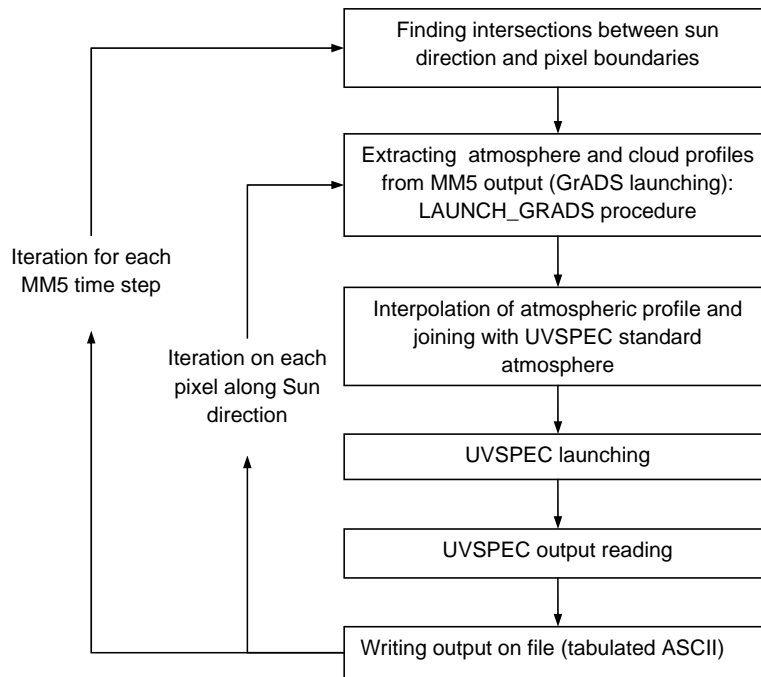 Finding intersections between sun
direction and pixel boundaries
Extracting atmosphere and cloud profiles
from MM5 output (GrADS launching):
LAUNCH_GRADS procedure
Iteration for each
MM5 time step
Interpolation of atmospheric profile and
joining with UVSPEC standard
atmosphere
Iteration on each
pixel along Sun
direction
UVSPEC launching
UVSPEC output reading
Writing output on file (tabulated ASCII)